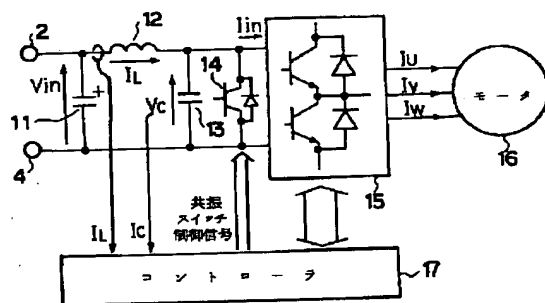 12
Iin
2
IL
14
IU
IV
IW
モータ
Vin
+
Vc
11
13
16
4
15
共振
スイッチ
制御信号
IL
Ic
コントローラ
17